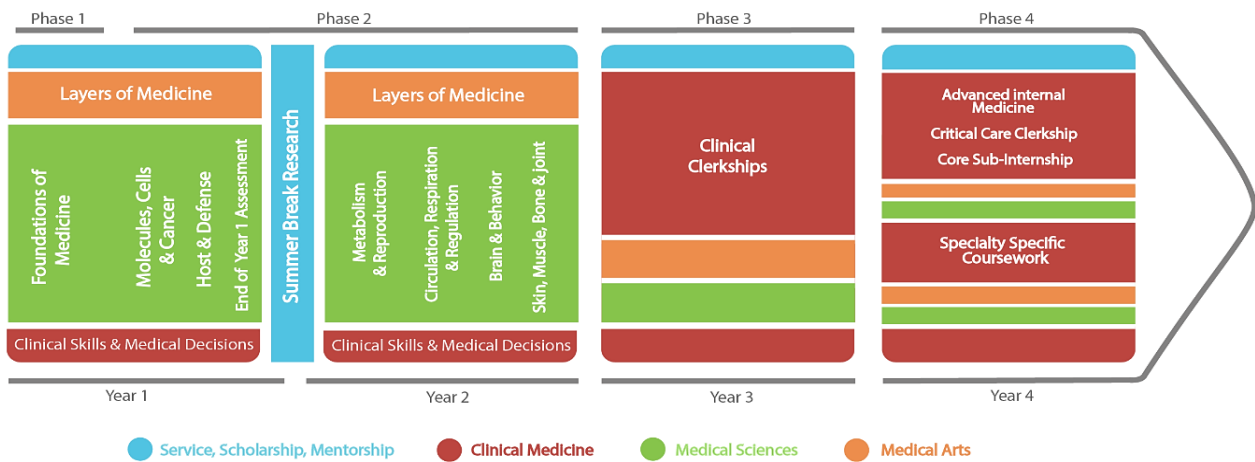 Phase 1
Phase 2
Phase 3
Phase 4
Layers of Medicine
Foundations of
Medicine
Molecules, Cells
& Cancer
Host & Defense
End of Year 1 Assessment
Clinical Skills & Medical Decisions
Summer Break Research
Layers of Medicine
Metabolism
& Reproduction
Circulation, Respiration
& Regulation
Brain & Behavior
Skin, Muscle, Bone & joint
Clinical Skills & Medical Decisions
Clinical
Clerkships
Advanced internal
Medicine
Critical Care Clerkship
Core Sub-Internship
Specialty Specific
Coursework
Year 1
Year 2
Year 3
Year 4
Service, Scholarship, Mentorship
Clinical Medicine
Medical Sciences
Medical Arts